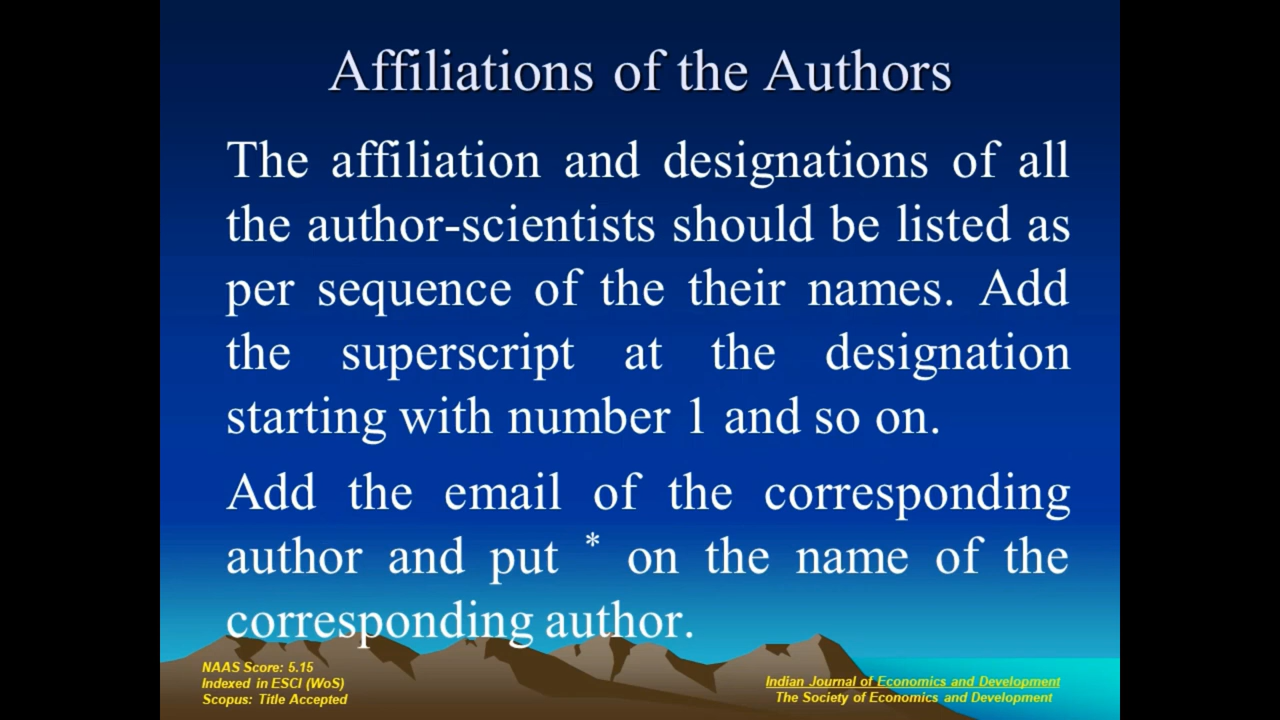 Affiliations of the Authors
The affiliation and designations of all
the author-scientists should be listed as
per sequence of the their names. Add
the superscript at the designation
starting with number 1 and so on.
Add the email of the corresponding
author and put * on the name of the
corresponding author.
NAAS Score: 5.15
Indexed in ESCI (WoS)
Scopus: Title Accepted
Indian Journal of Economics and Development
The Society of Economics and Development